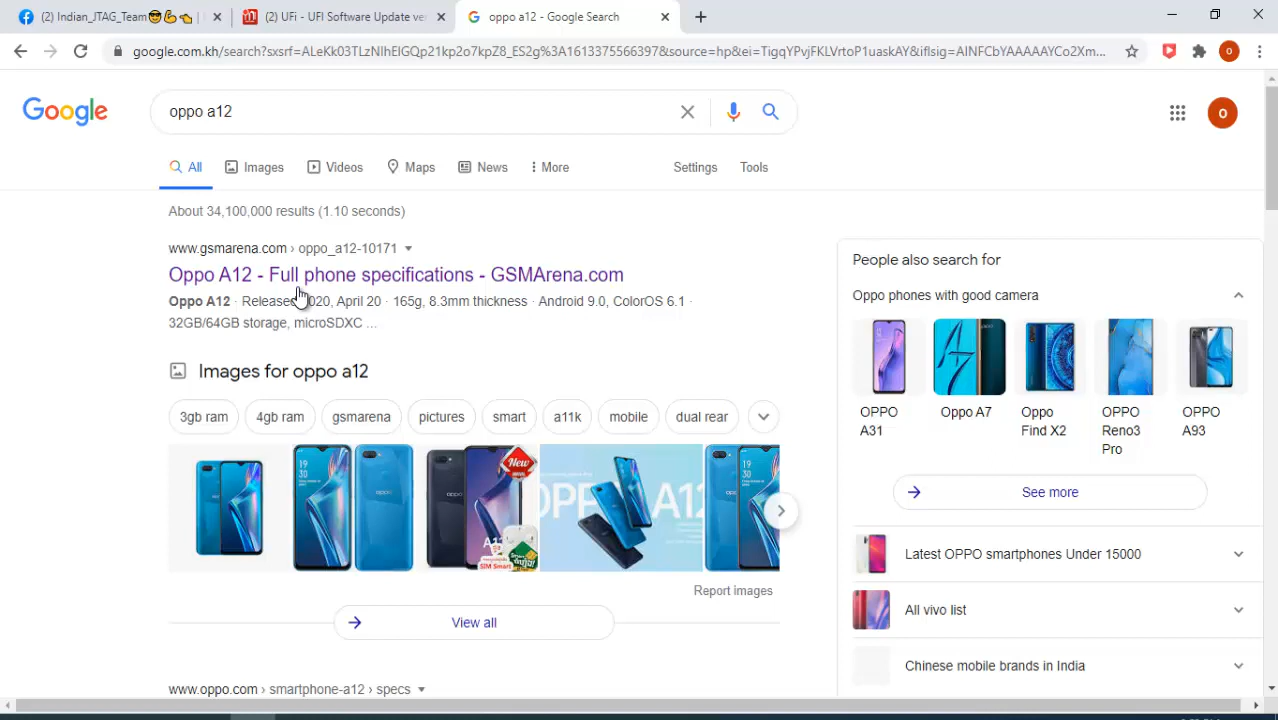 (2) Indian_JTAG_Team😎💪👈
(2) UFi - UFI Software Update ver
oppo a12 - Google Search
google.com.kh/search?sxsrf=ALeKk03TLzNIhEIGQp21kp2o7kpZ8_ES2g%3A1613375566397&source=hp&ei=TigqYPvjFKLVrtoP1uaskAY&iflsig=AINFCbYAAAAAYCo2Xm...
Google
oppo a12
All Images Videos Maps News More Settings Tools
About 34,100,000 results (1.10 seconds)
www.gsmarena.com › oppo_a12-10171
Oppo A12 - Full phone specifications - GSMArena.com
Oppo A12 · Released 2020, April 20 · 165g, 8.3mm thickness · Android 9.0, ColorOS 6.1 ·
32GB/64GB storage, microSDXC ...
Images for oppo a12
3gb ram 4gb ram gsmarena pictures smart a11k mobile dual rear
New
SIM Smart
Report images
View all
www.oppo.com › smartphone-a12 › specs
People also search for
Oppo phones with good camera
OPPO A31
Oppo A7
Oppo Find X2
OPPO Reno3 Pro
OPPO A93
See more
Latest OPPO smartphones Under 15000
All vivo list
Chinese mobile brands in India